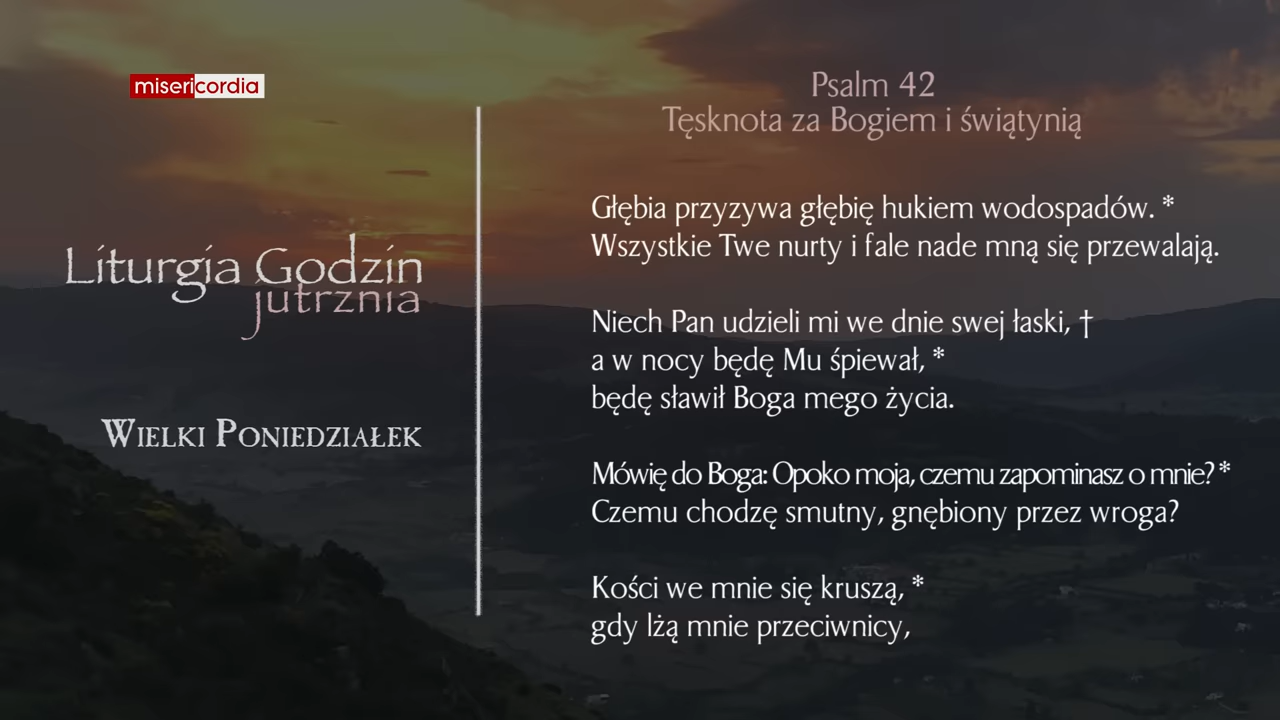 misericordia
Liturgia Godzin
jutrznia
Wielki Poniedziałek
Psalm 42
Tęsknota za Bogiem i świątynią
Głębia przyzywa głębię hukiem wodospadów. *
Wszystkie Twe nurty i fale nade mną się przewalają.
Niech Pan udzieli mi we dnie swej łaski, †
a w nocy będę Mu śpiewał, *
będę sławił Boga mego życia.
Mówię do Boga: Opoko moja, czemu zapominasz o mnie? *
Czemu chodzę smutny, gnębiony przez wroga?
Kości we mnie się kruszą, *
gdy lżą mnie przeciwnicy,